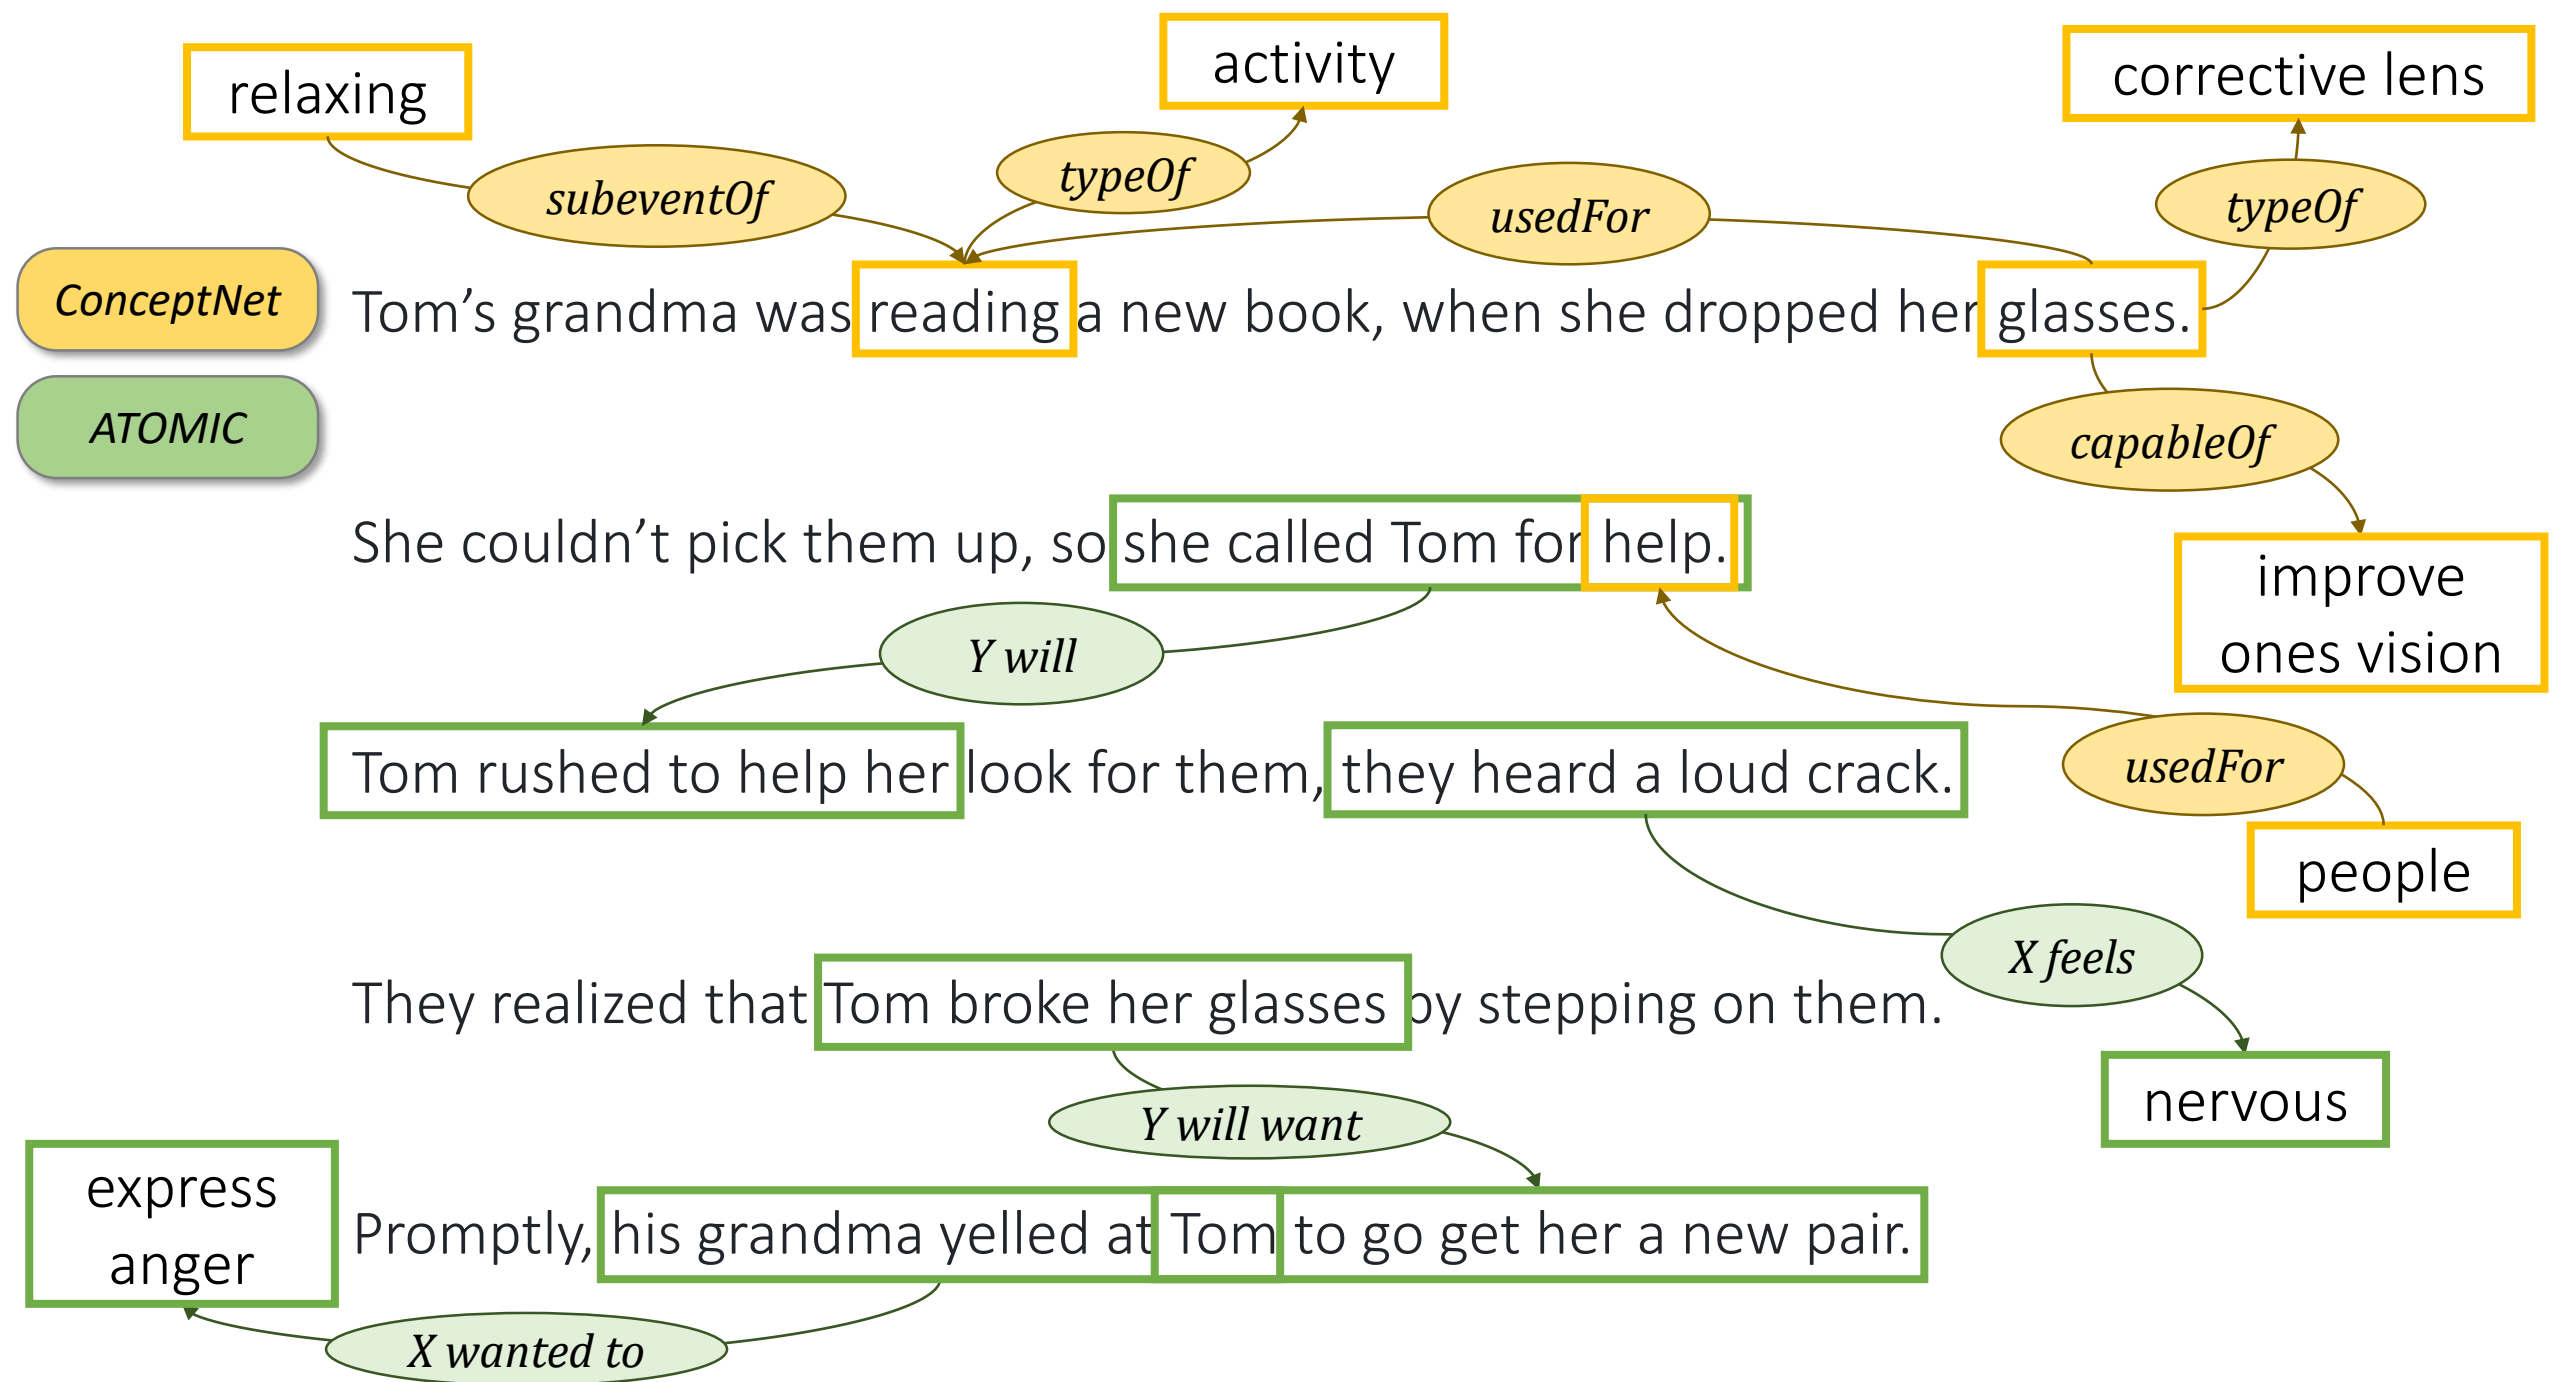 activity
corrective lens
relaxing
typeOf
subeventOf
usedFor
typeOf
ConceptNet
Tom’s grandma was reading a new book, when she dropped her glasses.
ATOMIC
capableOf
She couldn’t pick them up, so she called Tom for help.
improve
ones vision
Y will
Tom rushed to help her look for them, they heard a loud crack.
usedFor
people
X feels
They realized that Tom broke her glasses by stepping on them.
nervous
Y will want
express
anger
Promptly, his grandma yelled at Tom to go get her a new pair.
X wanted to